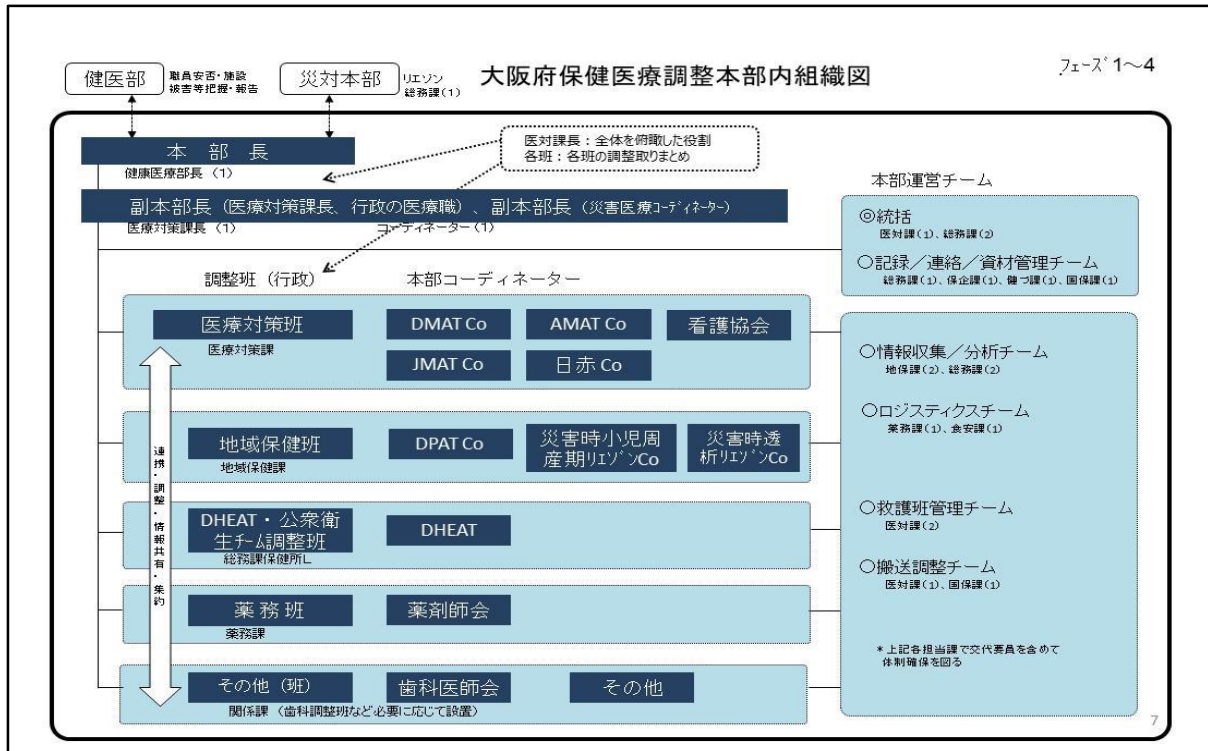 健医部
職員安否・施設
被害等把握・報告
災対本部
リエゾン
総務課(1)
大阪府保健医療調整本部内組織図
フェーズ1～4
本部長
健康医療部長（1）
医対課長：全体を俯瞰した役割
各班：各班の調整取りまとめ
副本部長（医療対策課長、行政の医療職）、副本部長（災害医療コーディネーター）
医療対策課長（1）
コーディネーター（1）
本部運営チーム
◎統括
医対課(1)、総務課(2)
○記録／連絡／資材管理チーム
総務課(1)、保企課(1)、健づ課(1)、国保課(1)
調整班（行政）
本部コーディネーター
医療対策班
医療対策課
DMAT Co
AMAT Co
看護協会
JMAT Co
日赤 Co
地域保健班
地域保健課
DPAT Co
災害時小児周
産期リエゾンCo
災害時透
析リエゾンCo
DHEAT・公衆衛
生チーム調整班
総務課保健所L
DHEAT
薬務班
薬務課
薬剤師会
その他（班）
関係課（歯科調整班など必要に応じて設置）
歯科医師会
その他
連携・調整・情報共有・集約
○情報収集／分析チーム
地保課(2)、総務課(2)
○ロジスティクスチーム
薬務課(1)、食安課(1)
○救護班管理チーム
医対課(2)
○搬送調整チーム
医対課(1)、国保課(1)
＊上記各担当課で交代要員を含めて
体制確保を図る
7